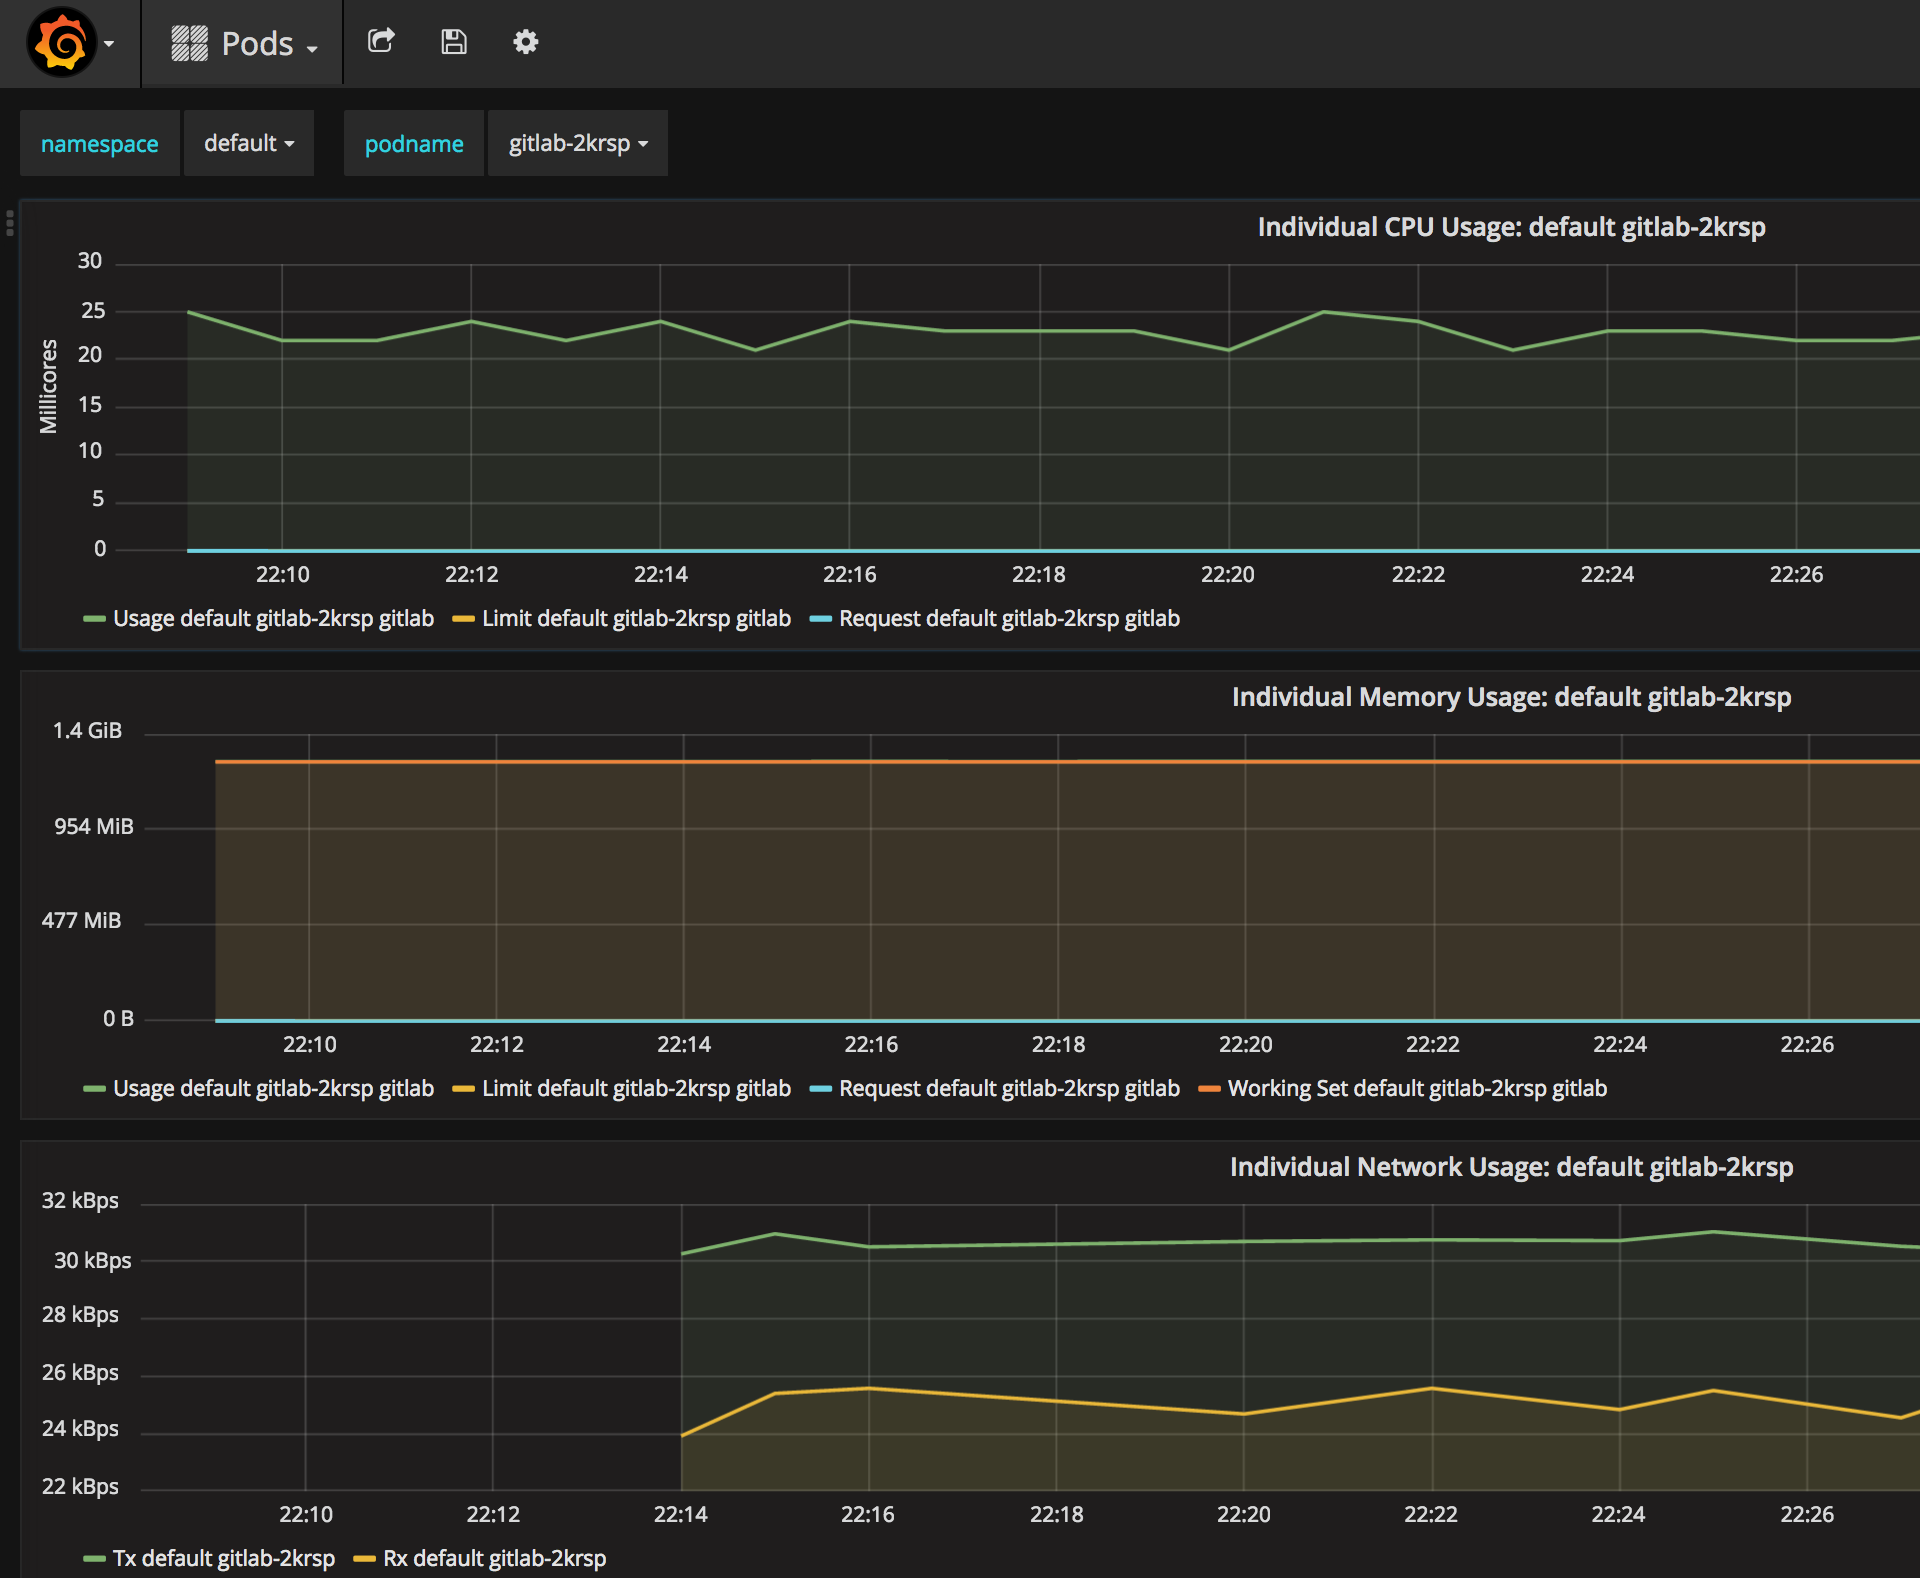 Pods
namespace default podname gitlab-2krsp
Individual CPU Usage: default gitlab-2krsp
30
25
20
15
10
5
0
Millicores
22:10 22:12 22:14 22:16 22:18 22:20 22:22 22:24 22:26
Usage default gitlab-2krsp gitlab Limit default gitlab-2krsp gitlab Request default gitlab-2krsp gitlab
Individual Memory Usage: default gitlab-2krsp
1.4 GiB
954 MiB
477 MiB
0 B
22:10 22:12 22:14 22:16 22:18 22:20 22:22 22:24 22:26
Usage default gitlab-2krsp gitlab Limit default gitlab-2krsp gitlab Request default gitlab-2krsp gitlab Working Set default gitlab-2krsp gitlab
Individual Network Usage: default gitlab-2krsp
32 kBps
30 kBps
28 kBps
26 kBps
24 kBps
22 kBps
22:10 22:12 22:14 22:16 22:18 22:20 22:22 22:24 22:26
Tx default gitlab-2krsp Rx default gitlab-2krsp